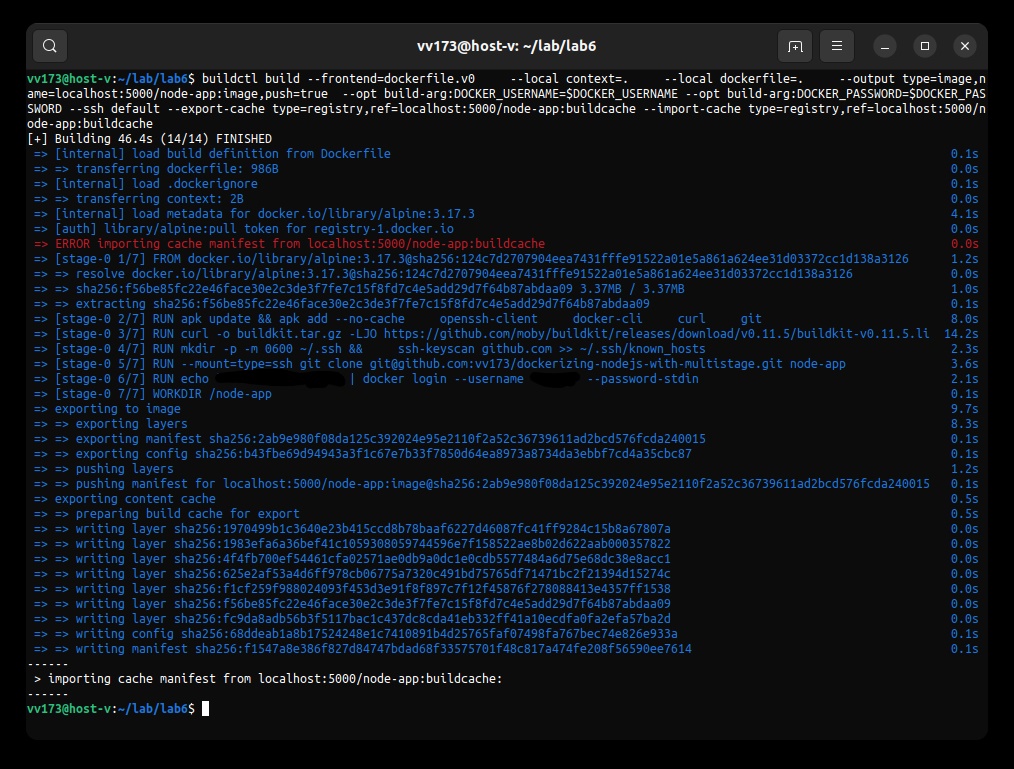 vv173@host-v: ~/lab/lab6
vv173@host-v:~/lab/lab6$ buildctl build --frontend=dockerfile.v0     --local context=.     --local dockerfile=.     --output type=image,n
ame=localhost:5000/node-app:image,push=true  --opt build-arg:DOCKER_USERNAME=$DOCKER_USERNAME --opt build-arg:DOCKER_PASSWORD=$DOCKER_PAS
SWORD --ssh default --export-cache type=registry,ref=localhost:5000/node-app:buildcache --import-cache type=registry,ref=localhost:5000/n
ode-app:buildcache
[+] Building 46.4s (14/14) FINISHED
=> [internal] load build definition from Dockerfile 0.1s
=> => transferring dockerfile: 986B 0.0s
=> [internal] load .dockerignore 0.1s
=> => transferring context: 2B 0.0s
=> [internal] load metadata for docker.io/library/alpine:3.17.3 4.1s
=> [auth] library/alpine:pull token for registry-1.docker.io 0.0s
=> ERROR importing cache manifest from localhost:5000/node-app:buildcache 0.0s
=> [stage-0 1/7] FROM docker.io/library/alpine:3.17.3@sha256:124c7d2707904eea7431fffe91522a01e5a861a624ee31d03372cc1d138a3126 1.2s
=> => resolve docker.io/library/alpine:3.17.3@sha256:124c7d2707904eea7431fffe91522a01e5a861a624ee31d03372cc1d138a3126 0.0s
=> => sha256:f56be85fc22e46face30e2c3de3f7fe7c15f8fd7c4e5add29d7f64b87abdaa09 3.37MB / 3.37MB 1.0s
=> => extracting sha256:f56be85fc22e46face30e2c3de3f7fe7c15f8fd7c4e5add29d7f64b87abdaa09 0.1s
=> [stage-0 2/7] RUN apk update && apk add --no-cache     openssh-client     docker-cli     curl     git 8.0s
=> [stage-0 3/7] RUN curl -o buildkit.tar.gz -LJO https://github.com/moby/buildkit/releases/download/v0.11.5/buildkit-v0.11.5.li 14.2s
=> [stage-0 4/7] RUN mkdir -p -m 0600 ~/.ssh &&     ssh-keyscan github.com >> ~/.ssh/known_hosts 2.3s
=> [stage-0 5/7] RUN --mount=type=ssh git clone git@github.com:vv173/dockerizing-nodejs-with-multistage.git node-app 3.6s
=> [stage-0 6/7] RUN echo | docker login --username --password-stdin 2.1s
=> [stage-0 7/7] WORKDIR /node-app 0.1s
=> exporting to image 9.7s
=> => exporting layers 8.3s
=> => exporting manifest sha256:2ab9e980f08da125c392024e95e2110f2a52c36739611ad2bcd576fcda240015 0.1s
=> => exporting config sha256:b43fbe69d94943a3f1c67e7b33f7850d64ea8973a8734da3ebbf7cd4a35cbc87 0.1s
=> => pushing layers 1.2s
=> => pushing manifest for localhost:5000/node-app:image@sha256:2ab9e980f08da125c392024e95e2110f2a52c36739611ad2bcd576fcda240015 0.1s
=> exporting content cache 0.5s
=> => preparing build cache for export 0.5s
=> => writing layer sha256:1970499b1c3640e23b415ccd8b78baaf6227d46087fc41ff9284c15b8a67807a 0.0s
=> => writing layer sha256:1983efa6a36bef41c1059308059744596e7f158522ae8b02d622aab000357822 0.0s
=> => writing layer sha256:4f4fb700ef54461cfa02571ae0db9a0dc1e0cdb5577484a6d75e68dc38e8acc1 0.0s
=> => writing layer sha256:625e2af53a4d6ff978cb06775a7320c491bd75765df71471bc2f21394d15274c 0.0s
=> => writing layer sha256:f1cf259f988024093f453d3e91f8f897c7f12f45876f278088413e4357ff1538 0.0s
=> => writing layer sha256:f56be85fc22e46face30e2c3de3f7fe7c15f8fd7c4e5add29d7f64b87abdaa09 0.0s
=> => writing layer sha256:fc9da8adb56b3f5117bac1c437dc8cda41eb332ff41a10ecdfa0fa2efa57ba2d 0.0s
=> => writing config sha256:68ddeab1a8b17524248e1c7410891b4d25765faf07498fa767bec74e826e933a 0.1s
=> => writing manifest sha256:f1547a8e386f827d84747bdad68f33575701f48c817a474fe208f56590ee7614 0.1s
------
> importing cache manifest from localhost:5000/node-app:buildcache:
------
vv173@host-v:~/lab/lab6$